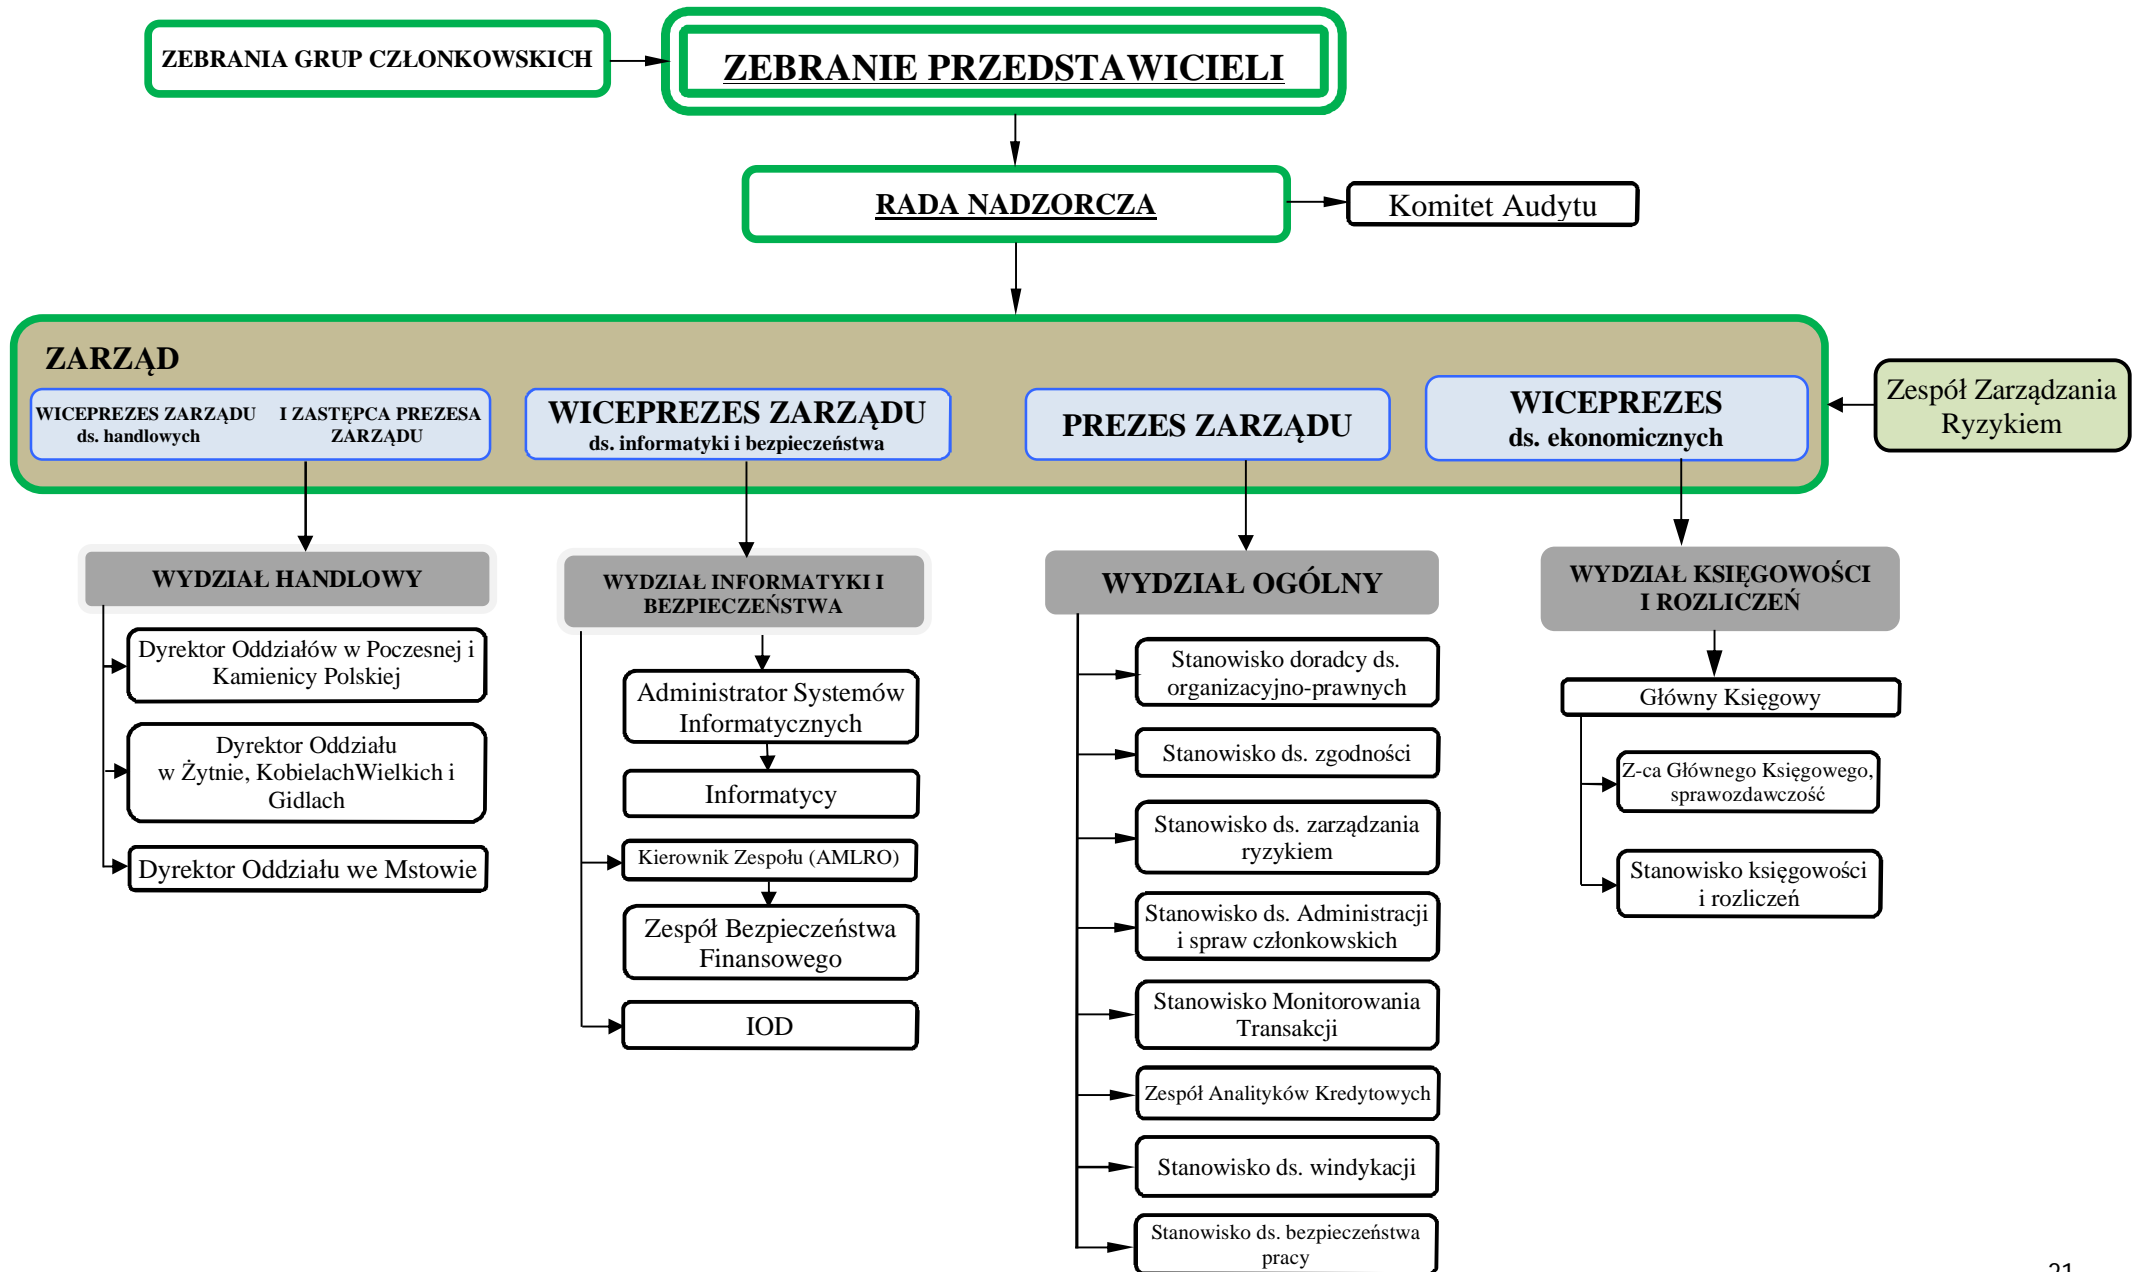 ZEBRANIA GRUP CZŁONKOWSKICH
ZEBRANIE PRZEDSTAWICIELI
RADA NADZORCZA
Komitet Audytu
ZARZĄD
WICEPREZES ZARZĄDU I ZASTĘPCA PREZESA
ds. handlowych ZARZĄDU
WICEPREZES ZARZĄDU
ds. informatyki i bezpieczeństwa
PREZES ZARZĄDU
WICEPREZES
ds. ekonomicznych
Zespół Zarządzania
Ryzykiem
WYDZIAŁ HANDLOWY
Dyrektor Oddziałów w Poczesnej i
Kamienicy Polskiej
Dyrektor Oddziału
w Żytnie, KobielachWielkich i
Gidlach
Dyrektor Oddziału we Mstowie
WYDZIAŁ INFORMATYKI I
BEZPIECZEŃSTWA
Administrator Systemów
Informatycznych
Informatycy
Kierownik Zespołu (AMLRO)
Zespół Bezpieczeństwa
Finansowego
IOD
WYDZIAŁ OGÓLNY
Stanowisko doradcy ds.
organizacyjno-prawnych
Stanowisko ds. zgodności
Stanowisko ds. zarządzania
ryzykiem
Stanowisko ds. Administracji
i spraw członkowskich
Stanowisko Monitorowania
Transakcji
Zespół Analityków Kredytowych
Stanowisko ds. windykacji
Stanowisko ds. bezpieczeństwa
pracy
WYDZIAŁ KSIĘGOWOŚCI
I ROZLICZEŃ
Główny Księgowy
Z-ca Głównego Księgowego,
sprawozdawczość
Stanowisko księgowości
i rozliczeń
21